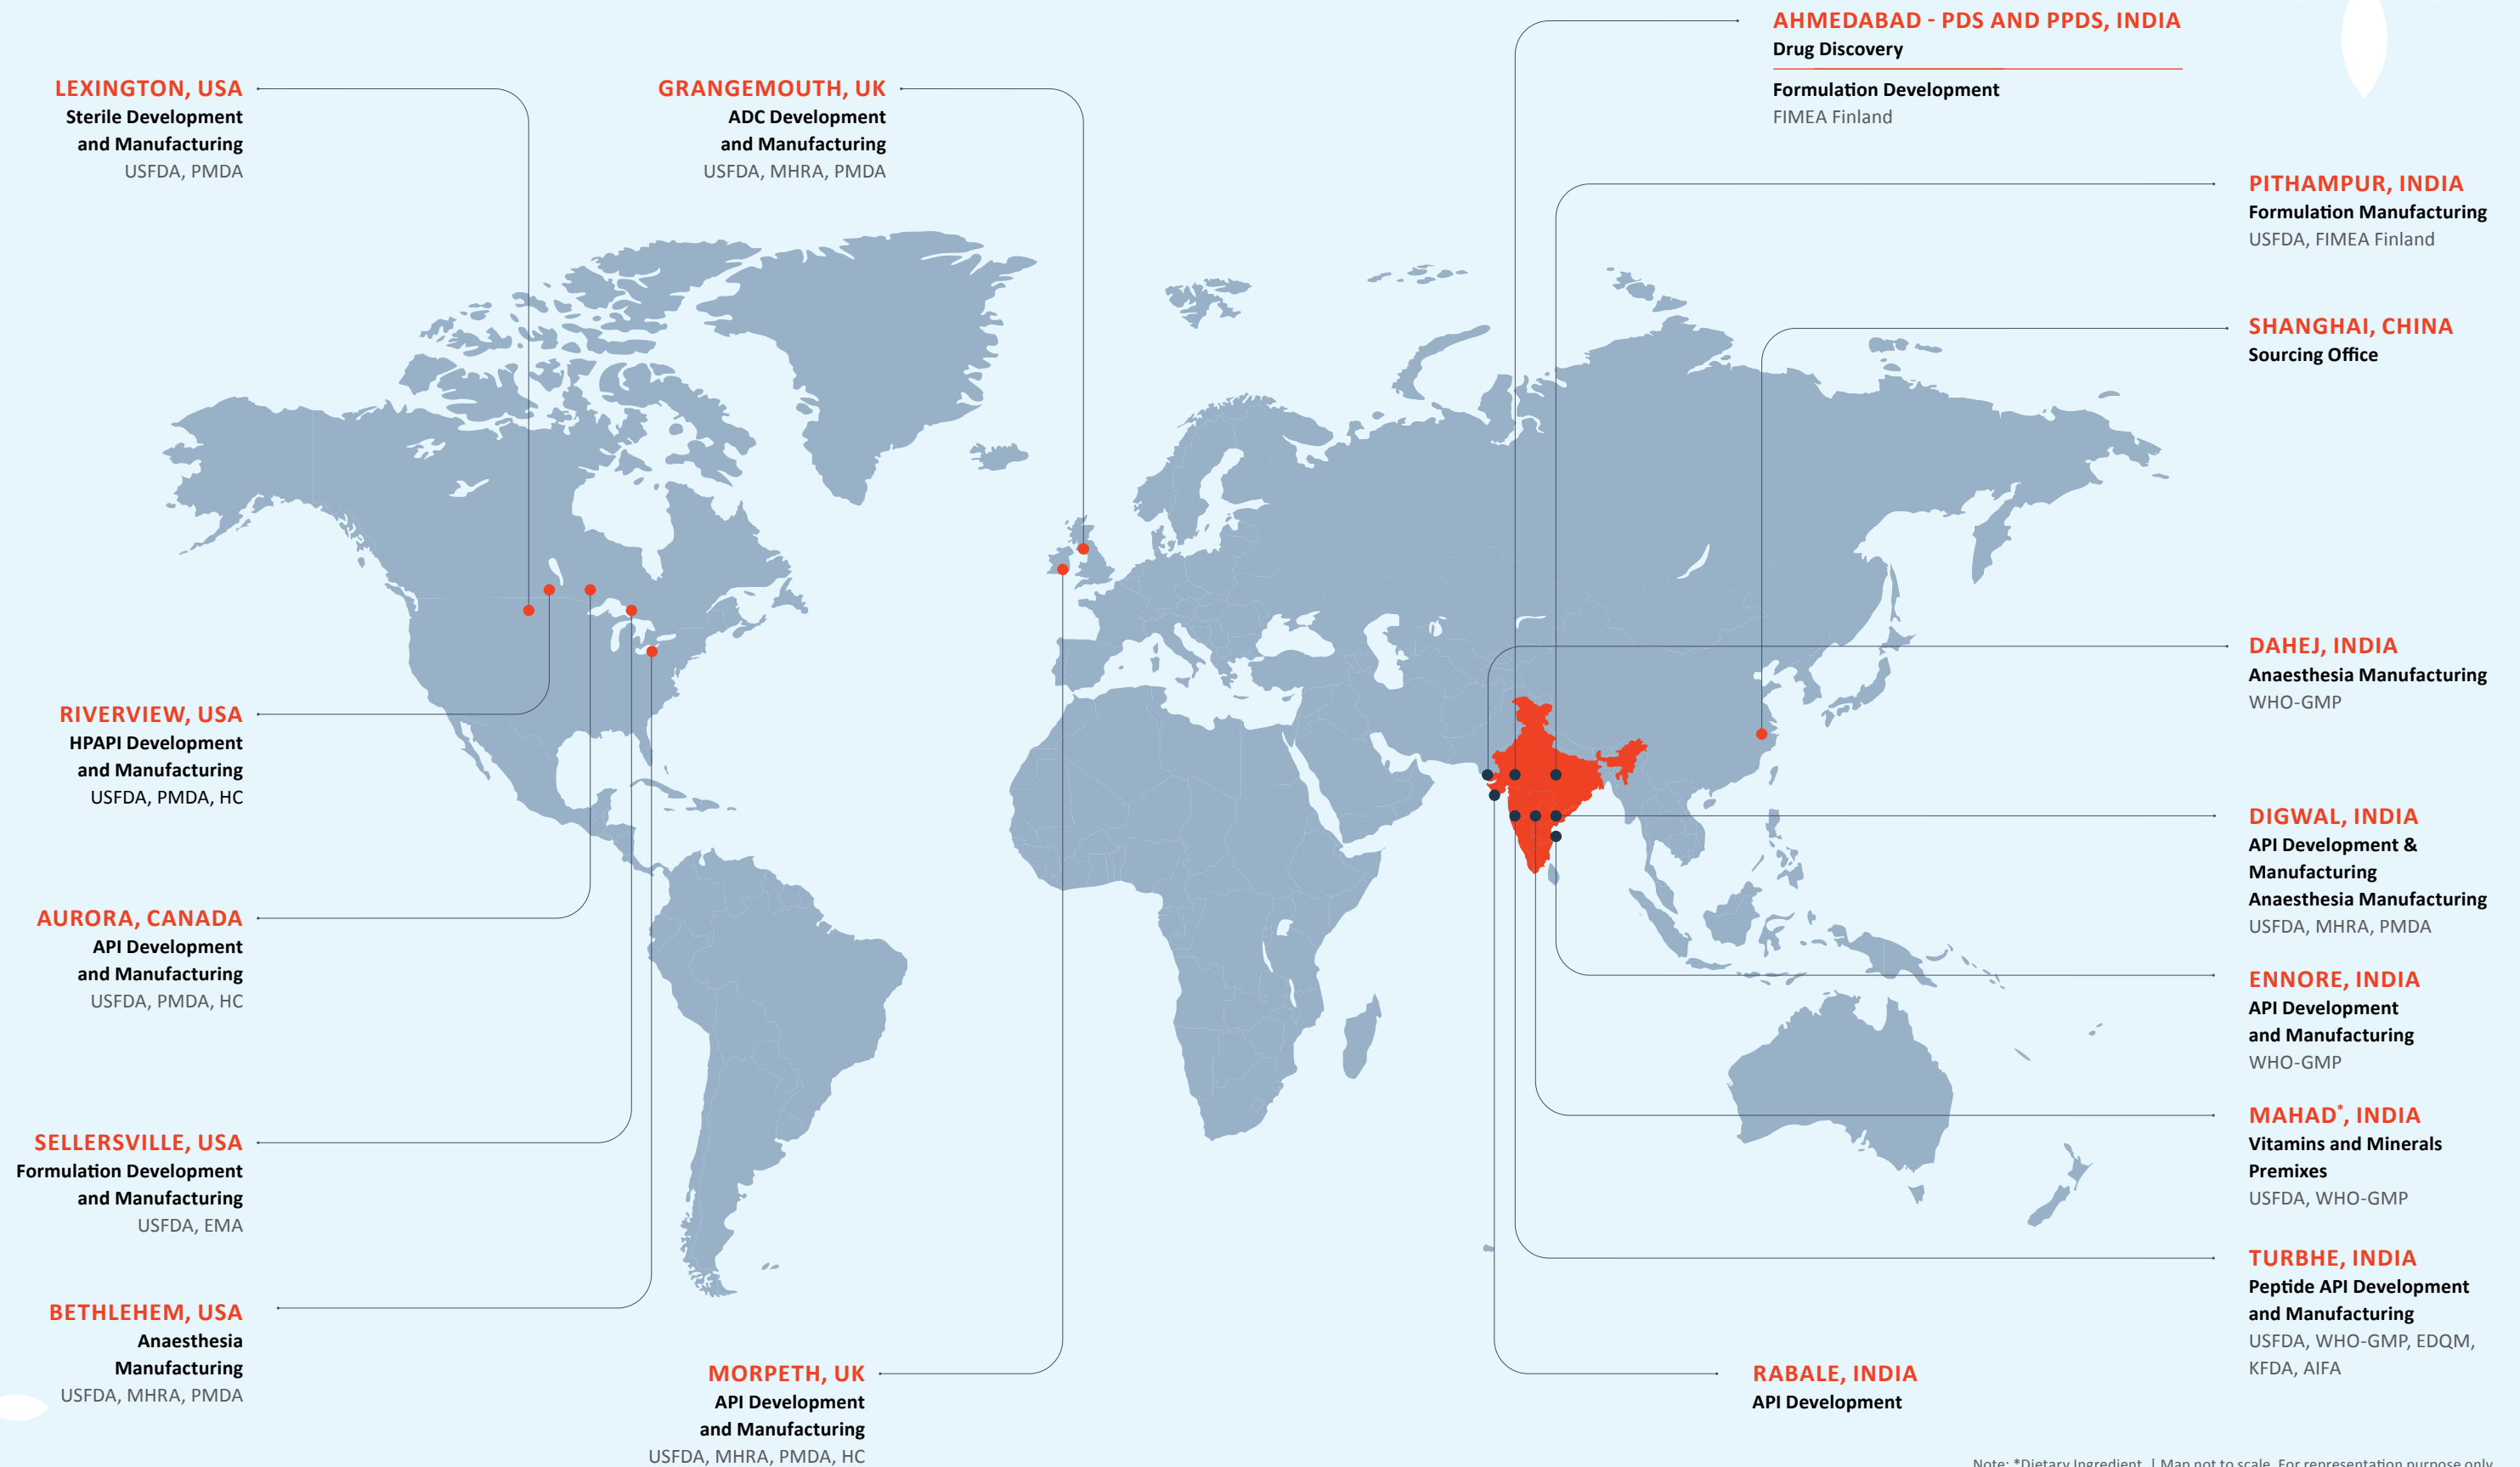 LEXINGTON, USA
Sterile Development
and Manufacturing
USFDA, PMDA
GRANGEMOUTH, UK
ADC Development
and Manufacturing
USFDA, MHRA, PMDA
AHMEDABAD - PDS AND PPDS, INDIA
Drug Discovery
Formulation Development
FIMEA Finland
PITHAMPUR, INDIA
Formulation Manufacturing
USFDA, FIMEA Finland
SHANGHAI, CHINA
Sourcing Office
DAHEJ, INDIA
Anaesthesia Manufacturing
WHO-GMP
RIVERVIEW, USA
HPAPI Development
and Manufacturing
USFDA, PMDA, HC
DIGWAL, INDIA
API Development &
Manufacturing
Anaesthesia Manufacturing
USFDA, MHRA, PMDA
AURORA, CANADA
API Development
and Manufacturing
USFDA, PMDA, HC
ENNORE, INDIA
API Development
and Manufacturing
WHO-GMP
MAHAD*, INDIA
Vitamins and Minerals
Premixes
USFDA, WHO-GMP
SELLERSVILLE, USA
Formulation Development
and Manufacturing
USFDA, EMA
TURBHE, INDIA
Peptide API Development
and Manufacturing
USFDA, WHO-GMP, EDQM,
KFDA, AIFA
BETHLEHEM, USA
Anaesthesia
Manufacturing
USFDA, MHRA, PMDA
MORPETH, UK
API Development
and Manufacturing
USFDA, MHRA, PMDA, HC
RABALE, INDIA
API Development
Note: *Dietary Ingredient. | Map not to scale. For representation purpose only